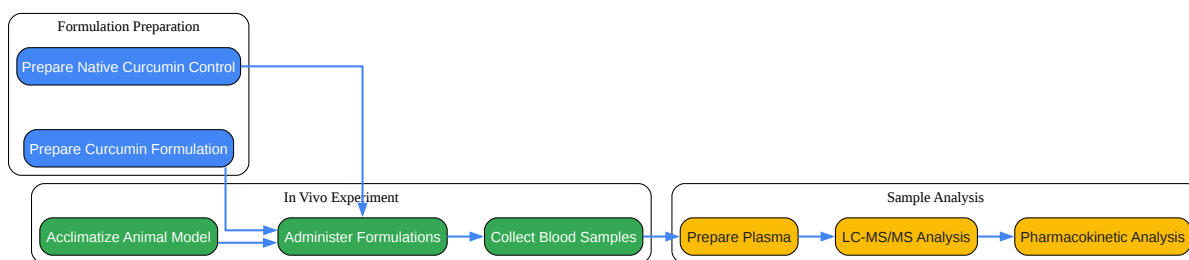 Formulation Preparation
Prepare Native Curcumin Control
Prepare Curcumin Formulation
In Vivo Experiment
Acclimatize Animal Model
Administer Formulations
Collect Blood Samples
Sample Analysis
Prepare Plasma
LC-MS/MS Analysis
Pharmacokinetic Analysis